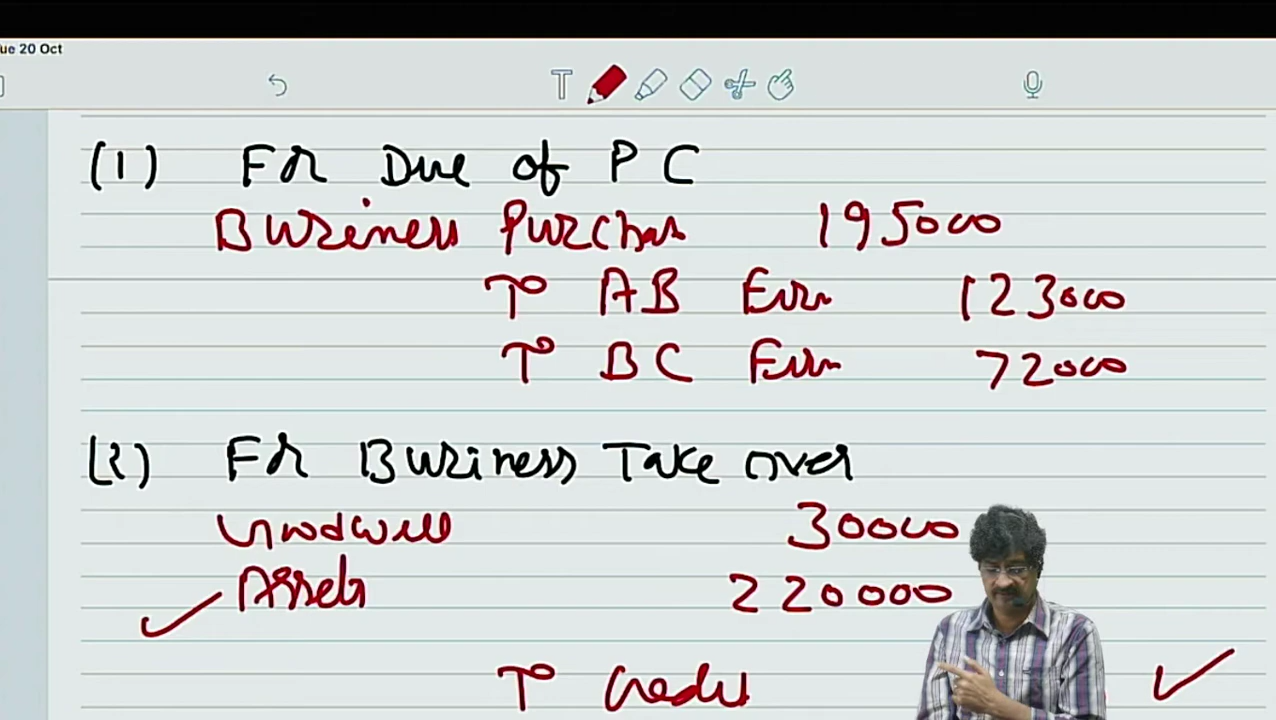 ue 20 Oct
T
(1) For Due of P C
Business Purchas 195000
To AB Firm 123000
To BC Firm 72000
(2) For Business Take over
Goodwill 30000
Assets 220000
To Credit